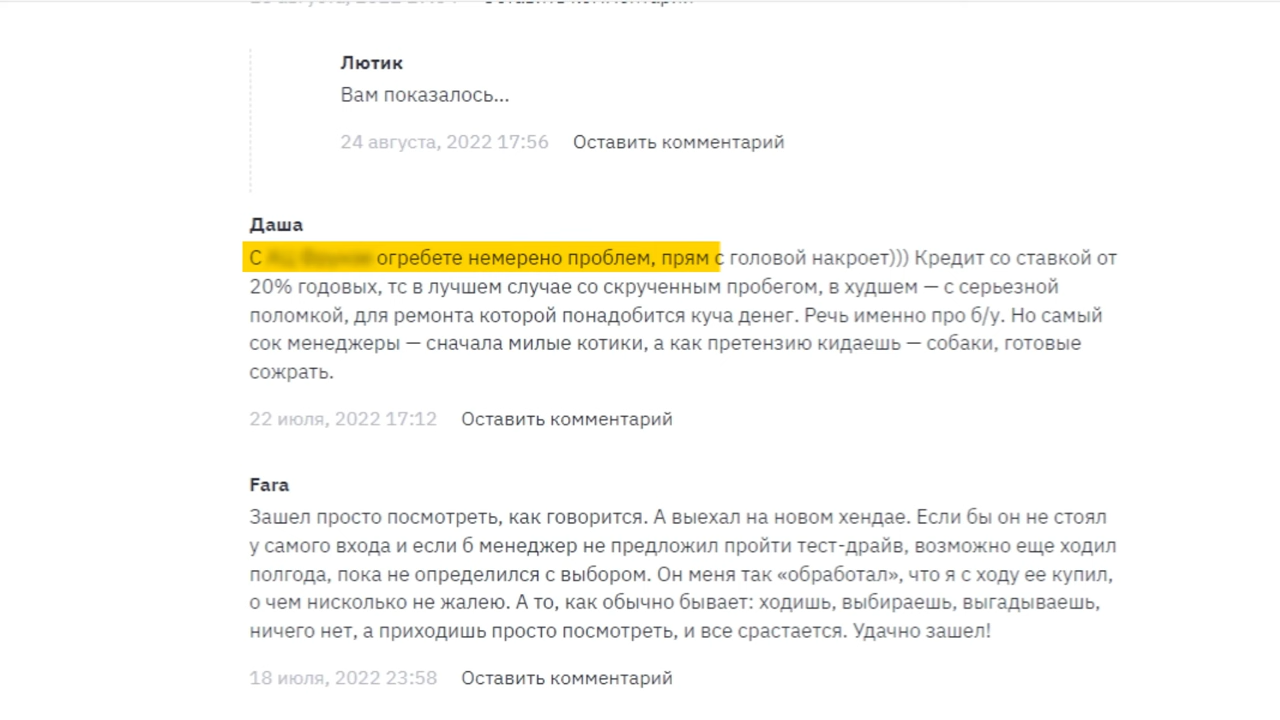 Лютик
Вам показалось...
24 августа, 2022 17:56 Оставить комментарий
Даша
С огребете немерено проблем, прям с головой накроет))) Кредит со ставкой от
20% годовых, тс в лучшем случае со скрученным пробегом, в худшем — с серьезной
поломкой, для ремонта которой понадобится куча денег. Речь именно про б/у. Но самый
сок менеджеры — сначала милые котики, а как претензию кидаешь — собаки, готовые
сожрать.
22 июля, 2022 17:12 Оставить комментарий
Fara
Зашел просто посмотреть, как говорится. А выехал на новом хендае. Если бы он не стоял
у самого входа и если б менеджер не предложил пройти тест-драйв, возможно еще ходил
полгода, пока не определился с выбором. Он меня так «обработал», что я с ходу ее купил,
о чем нисколько не жалею. А то, как обычно бывает: ходишь, выбираешь, выгадываешь,
ничего нет, а приходишь просто посмотреть, и все срастается. Удачно зашел!
18 июля, 2022 23:58 Оставить комментарий